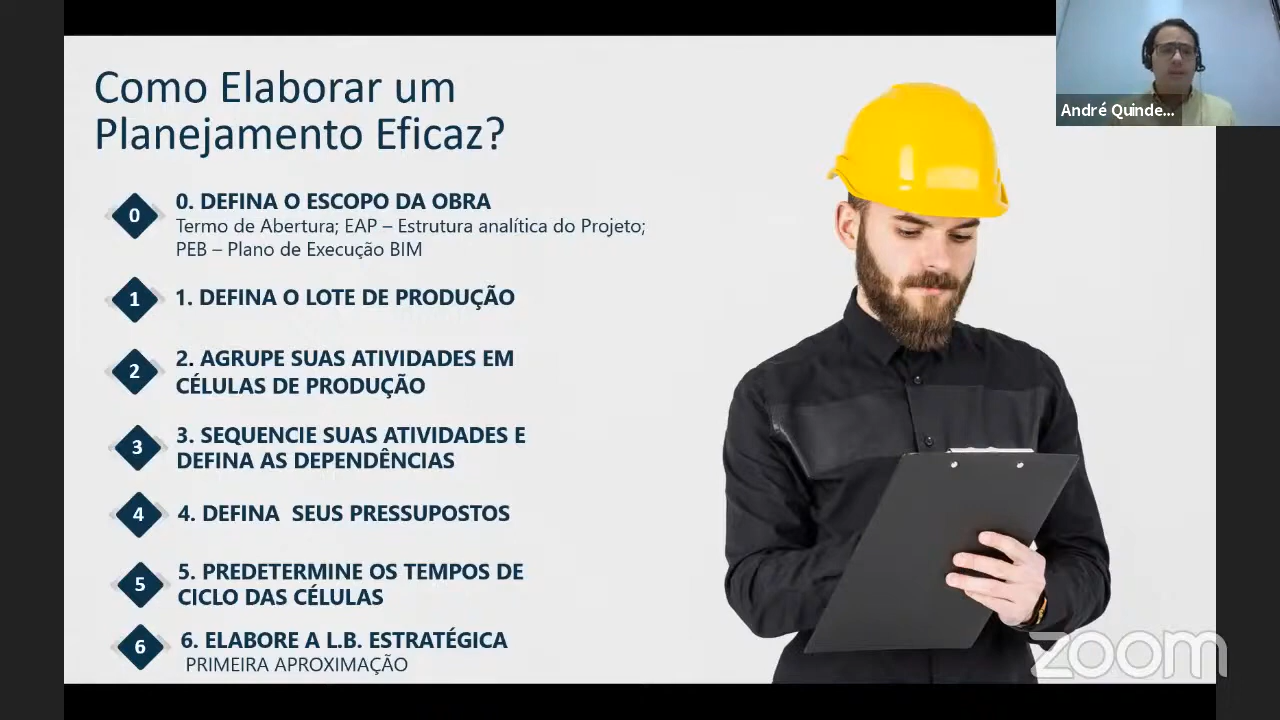 Como Elaborar um
Planejamento Eficaz?
0
0. DEFINA O ESCOPO DA OBRA
Termo de Abertura; EAP – Estrutura analítica do Projeto;
PEB – Plano de Execução BIM
1
1. DEFINA O LOTE DE PRODUÇÃO
2
2. AGRUPE SUAS ATIVIDADES EM
CÉLULAS DE PRODUÇÃO
3
3. SEQUENCIE SUAS ATIVIDADES E
DEFINA AS DEPENDÊNCIAS
4
4. DEFINA  SEUS PRESSUPOSTOS
5
5. PREDETERMINE OS TEMPOS DE
CICLO DAS CÉLULAS
6
6. ELABORE A L.B. ESTRATÉGICA
PRIMEIRA APROXIMAÇÃO
André Quinde...
zoom